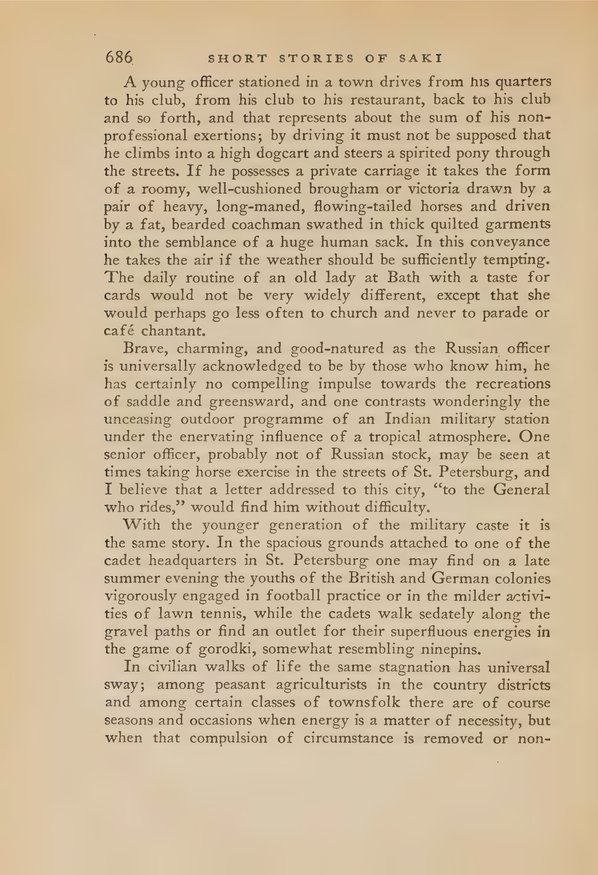 686 SHORT STORIES OF SAKI
A young officer stationed in a town drives from his quarters
to his club, from his club to his restaurant, back to his club
and so forth, and that represents about the sum of his non-
professional exertions; by driving it must not be supposed that
he climbs into a high dogcart and steers a spirited pony through
the streets. If he possesses a private carriage it takes the form
of a roomy, well-cushioned brougham or victoria drawn by a
pair of heavy, long-maned, flowing-tailed horses and driven
by a fat, bearded coachman swathed in thick quilted garments
into the semblance of a huge human sack. In this conveyance
he takes the air if the weather should be sufficiently tempting.
The daily routine of an old lady at Bath with a taste for
cards would not be very widely different, except that she
would perhaps go less often to church and never to parade or
café chantant.
Brave, charming, and good-natured as the Russian officer
is universally acknowledged to be by those who know him, he
has certainly no compelling impulse towards the recreations
of saddle and greensward, and one contrasts wonderingly the
unceasing outdoor programme of an Indian military station
under the enervating influence of a tropical atmosphere. One
senior officer, probably not of Russian stock, may be seen at
times taking horse exercise in the streets of St. Petersburg, and
I believe that a letter addressed to this city, “to the General
who rides,” would find him without difficulty.
With the younger generation of the military caste it is
the same story. In the spacious grounds attached to one of the
cadet headquarters in St. Petersburg one may find on a late
summer evening the youths of the British and German colonies
vigorously engaged in football practice or in the milder activi-
ties of lawn tennis, while the cadets walk sedately along the
gravel paths or find an outlet for their superfluous energies in
the game of gorodki, somewhat resembling ninepins.
In civilian walks of life the same stagnation has universal
sway; among peasant agriculturists in the country districts
and among certain classes of townsfolk there are of course
seasons and occasions when energy is a matter of necessity, but
when that compulsion of circumstance is removed or non-